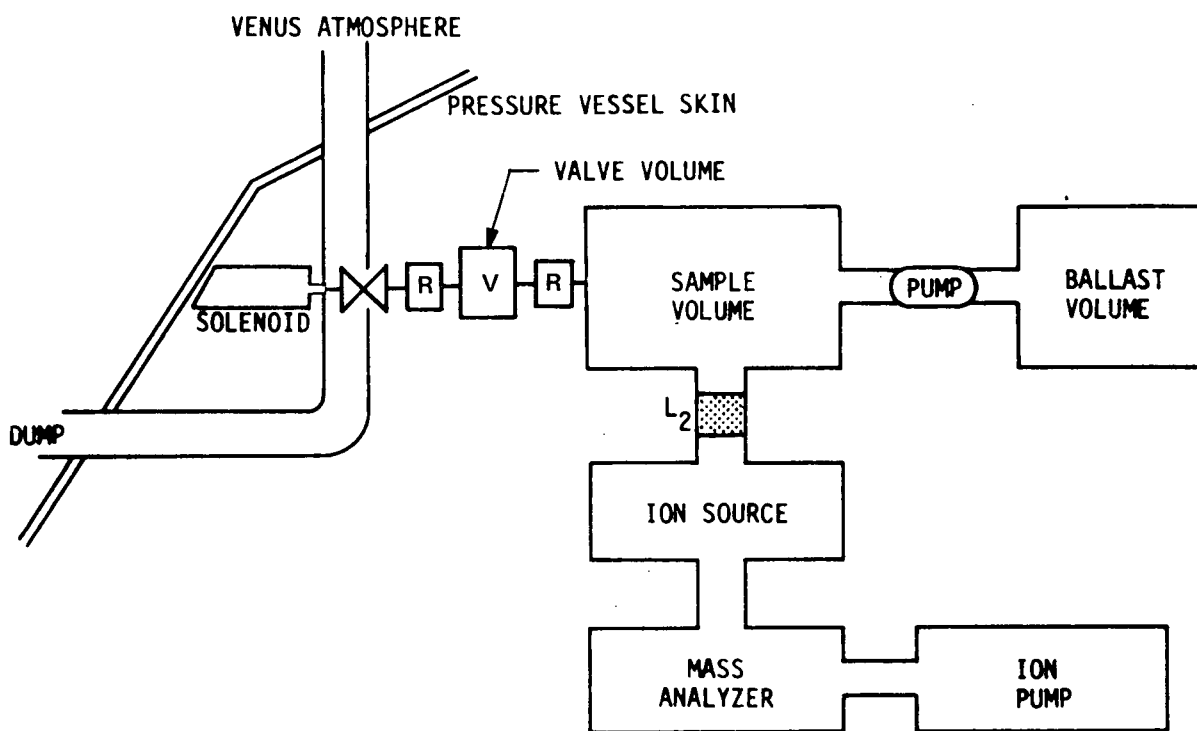 VENUS ATMOSPHERE
PRESSURE VESSEL SKIN
VALVE VOLUME
SOLENOID
R
V
R
SAMPLE
VOLUME
PUMP
BALLAST
VOLUME
L2
DUMP
ION SOURCE
MASS
ANALYZER
ION
PUMP